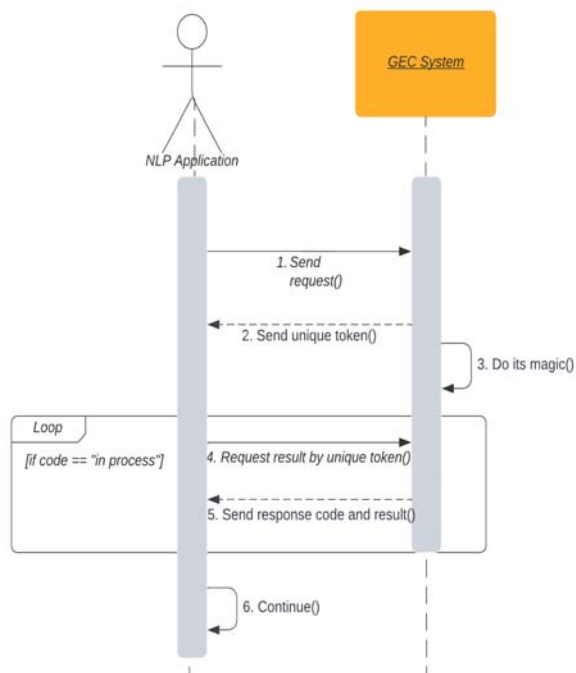 GEC System
NLP Application
1. Send
request()
2. Send unique token()
3. Do its magic()
Loop
[if code == "in process"]
4. Request result by unique token()
5. Send response code and result()
6. Continue()